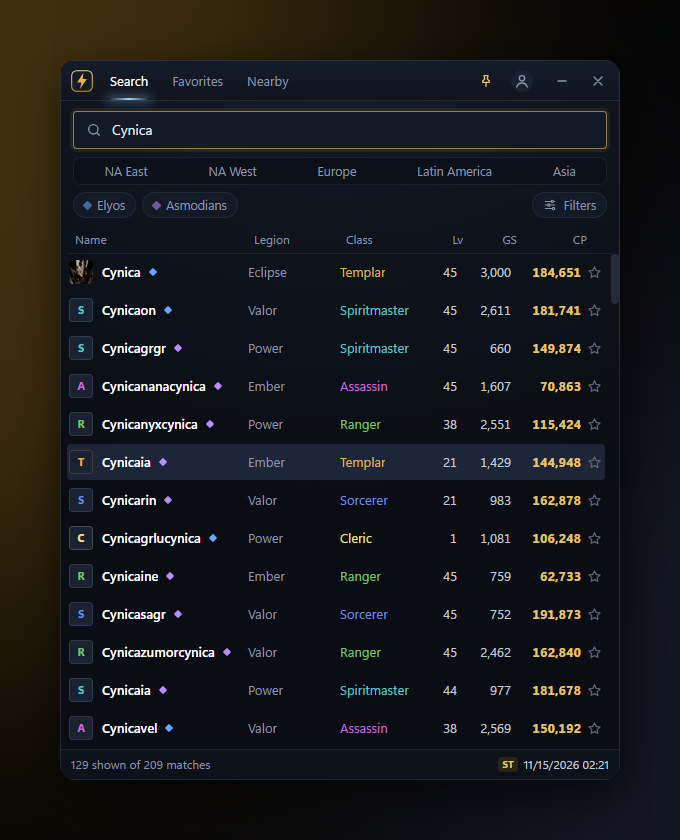 Search Favorites Nearby
Cynica
NA East NA West Europe Latin America Asia
Elyos Asmodians Filters
Name Legion Class Lv GS CP
Cynica Eclipse Templar 45 3,000 184,651
S Cynicaon Valor Spiritmaster 45 2,611 181,741
S Cynicagrgr Power Spiritmaster 45 660 149,874
A Cynicananacynica Ember Assassin 45 1,607 70,863
R Cynicanyxcynica Power Ranger 38 2,551 115,424
T Cynicaia Ember Templar 21 1,429 144,948
S Cynicarin Valor Sorcerer 21 983 162,878
C Cynicagrlucynica Power Cleric 1 1,081 106,248
R Cynicaine Ember Ranger 45 759 62,733
S Cynicasagr Valor Sorcerer 45 752 191,873
R Cynicazumorcynica Valor Ranger 45 2,462 162,840
S Cynicaia Power Spiritmaster 44 977 181,678
A Cynicavel Valor Assassin 38 2,569 150,192
129 shown of 209 matches ST 11/15/2026 02:21